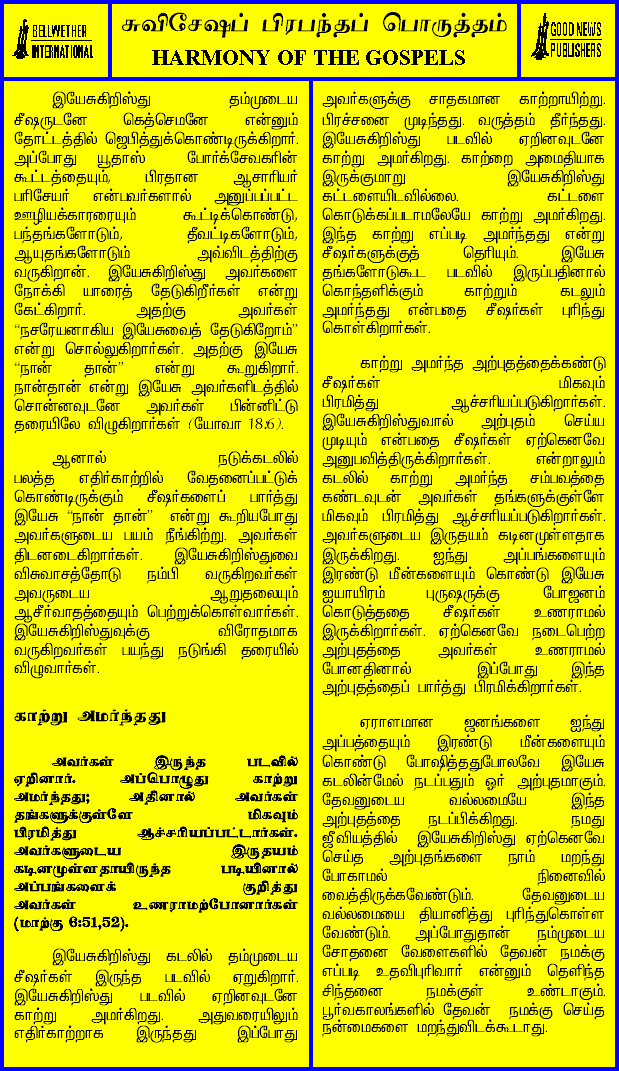 BELLWETHER
INTERNATIONAL
சுவிசேஷப் பிரபந்தப் பொருத்தம்
HARMONY OF THE GOSPELS
GOOD NEWS
PUBLISHERS
இயேசுகிறிஸ்து தம்முடைய
சீஷருடனே கெத்செமனே என்னும்
தோட்டத்தில் ஜெபித்துக்கொண்டிருக்கிறார்.
அப்போது யூதாஸ் போர்ச்சேவகரின்
கூட்டத்தையும், பிரதான ஆசாரியர்
பரிசேயர் என்பவர்களால் அனுப்பப்பட்ட
ஊழியக்காரரையும் கூட்டிக்கொண்டு,
பந்தங்களோடும், தீவட்டிகளோடும்,
ஆயுதங்களோடும் அவ்விடத்திற்கு
வருகிறான். இயேசுகிறிஸ்து அவர்களை
நோக்கி யாரைத் தேடுகிறீர்கள் என்று
கேட்கிறார். அதற்கு அவர்கள்
“நசரேயனாகிய இயேசுவைத் தேடுகிறோம்”
என்று சொல்லுகிறார்கள். அதற்கு இயேசு
“நான் தான்” என்று கூறுகிறார்.
நான்தான் என்று இயேசு அவர்களிடத்தில்
சொன்னவுடனே அவர்கள் பின்னிட்டு
தரையிலே விழுகிறார்கள் (யோவா 18:6).
ஆனால் நடுக்கடலில்
பலத்த எதிர்காற்றில் வேதனைப்பட்டுக்
கொண்டிருக்கும் சீஷர்களைப் பார்த்து
இயேசு “நான் தான்” என்று கூறியபோது
அவர்களுடைய பயம் நீங்கிற்று. அவர்கள்
திடனடைகிறார்கள். இயேசுகிறிஸ்துவை
விசுவாசத்தோடு நம்பி வருகிறவர்கள்
அவருடைய ஆறுதலையும்
ஆசீர்வாதத்தையும் பெற்றுக்கொள்வார்கள்.
இயேசுகிறிஸ்துவுக்கு விரோதமாக
வருகிறவர்கள் பயந்து நடுங்கி தரையில்
விழுவார்கள்.
காற்று அமர்ந்தது
அவர்கள் இருந்த படவில்
ஏறினார். அப்பொழுது காற்று
அமர்ந்தது; அதினால் அவர்கள்
தங்களுக்குள்ளே மிகவும்
பிரமித்து ஆச்சரியப்பட்டார்கள்.
அவர்களுடைய இருதயம்
கடினமுள்ளதாயிருந்த படியினால்
அப்பங்களைக் குறித்து
அவர்கள் உணராமற்போனார்கள்
(மாற்கு 6:51,52).
இயேசுகிறிஸ்து கடலில் தம்முடைய
சீஷர்கள் இருந்த படவில் ஏறுகிறார்.
இயேசுகிறிஸ்து படவில் ஏறினவுடனே
காற்று அமர்கிறது. அதுவரையிலும்
எதிர்காற்றாக இருந்தது இப்போது
அவர்களுக்கு சாதகமான காற்றாயிற்று.
பிரச்சனை முடிந்தது. வருத்தம் தீர்ந்தது.
இயேசுகிறிஸ்து படவில் ஏறினவுடனே
காற்று அமர்கிறது. காற்றை அமைதியாக
இருக்குமாறு இயேசுகிறிஸ்து
கட்டளையிடவில்லை. கட்டளை
கொடுக்கப்படாமலேயே காற்று அமர்கிறது.
இந்த காற்று எப்படி அமர்ந்தது என்று
சீஷர்களுக்குத் தெரியும். இயேசு
தங்களோடுகூட படவில் இருப்பதினால்
கொந்தளிக்கும் காற்றும் கடலும்
அமர்ந்தது என்பதை சீஷர்கள் புரிந்து
கொள்கிறார்கள்.
காற்று அமர்ந்த அற்புதத்தைக்கண்டு
சீஷர்கள் மிகவும்
பிரமித்து ஆச்சரியப்படுகிறார்கள்.
இயேசுகிறிஸ்துவால் அற்புதம் செய்ய
முடியும் என்பதை சீஷர்கள் ஏற்கெனவே
அனுபவித்திருக்கிறார்கள். என்றாலும்
கடலில் காற்று அமர்ந்த சம்பவத்தை
கண்டவுடன் அவர்கள் தங்களுக்குள்ளே
மிகவும் பிரமித்து ஆச்சரியப்படுகிறார்கள்.
அவர்களுடைய இருதயம் கடினமுள்ளதாக
இருக்கிறது. ஐந்து அப்பங்களையும்
இரண்டு மீன்களையும் கொண்டு இயேசு
ஐயாயிரம் புருஷருக்கு போஜனம்
கொடுத்ததை சீஷர்கள் உணராமல்
இருக்கிறார்கள். ஏற்கெனவே நடைபெற்ற
அற்புதத்தை அவர்கள் உணராமல்
போனதினால் இப்போது இந்த
அற்புதத்தைப் பார்த்து பிரமிக்கிறார்கள்.
ஏராளமான ஜனங்களை ஐந்து
அப்பத்தையும் இரண்டு மீன்களையும்
கொண்டு போஷித்ததுபோலவே இயேசு
கடலின்மேல் நடப்பதும் ஓர் அற்புதமாகும்.
தேவனுடைய வல்லமையே இந்த
அற்புதத்தை நடப்பிக்கிறது. நமது
ஜீவியத்தில் இயேசுகிறிஸ்து ஏற்கெனவே
செய்த அற்புதங்களை நாம் மறந்து
போகாமல் நினைவில்
வைத்திருக்கவேண்டும். தேவனுடைய
வல்லமையை தியானித்து புரிந்துகொள்ள
வேண்டும். அப்போதுதான் நம்முடைய
சோதனை வேளைகளில் தேவன் நமக்கு
எப்படி உதவிபுரிவார் என்னும் தெளிந்த
சிந்தனை நமக்குள் உண்டாகும்.
பூர்வகாலங்களில் தேவன் நமக்கு செய்த
நன்மைகளை மறந்துவிடக்கூடாது.